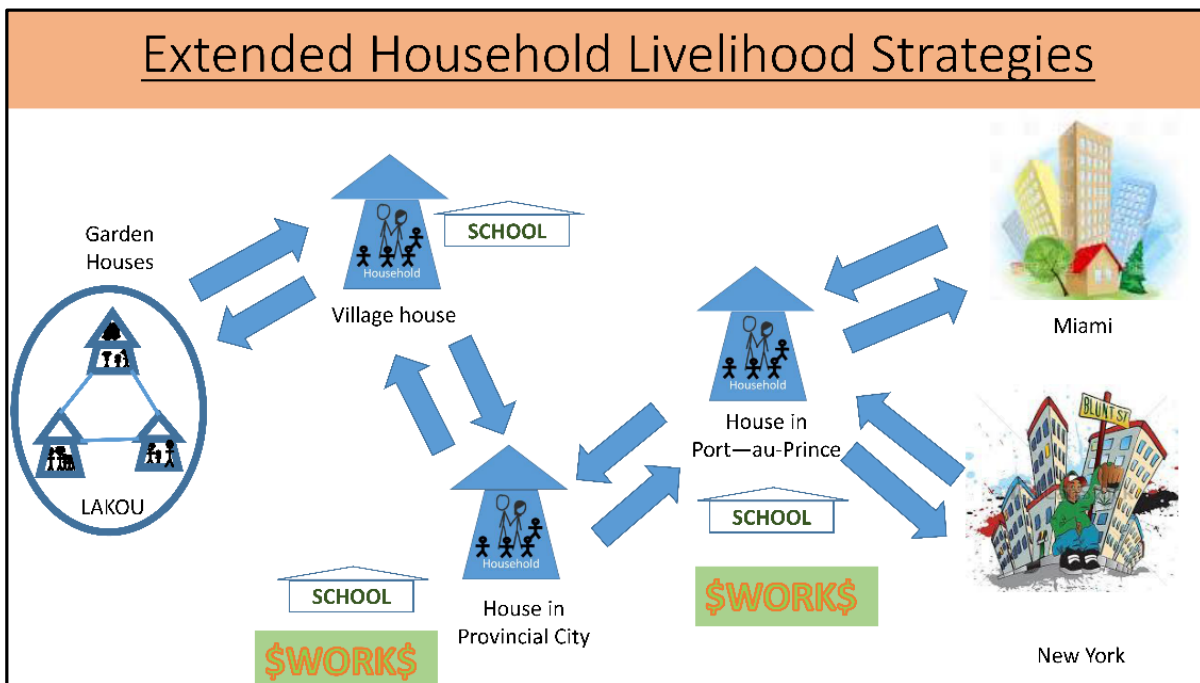 Extended Household Livelihood Strategies
Garden
Houses
LAKOU
Household
SCHOOL
Village house
Household
House in
Provincial City
SCHOOL
$WORK$
Household
House in
Port—au-Prince
SCHOOL
$WORK$
Miami
BLUNT ST
New York